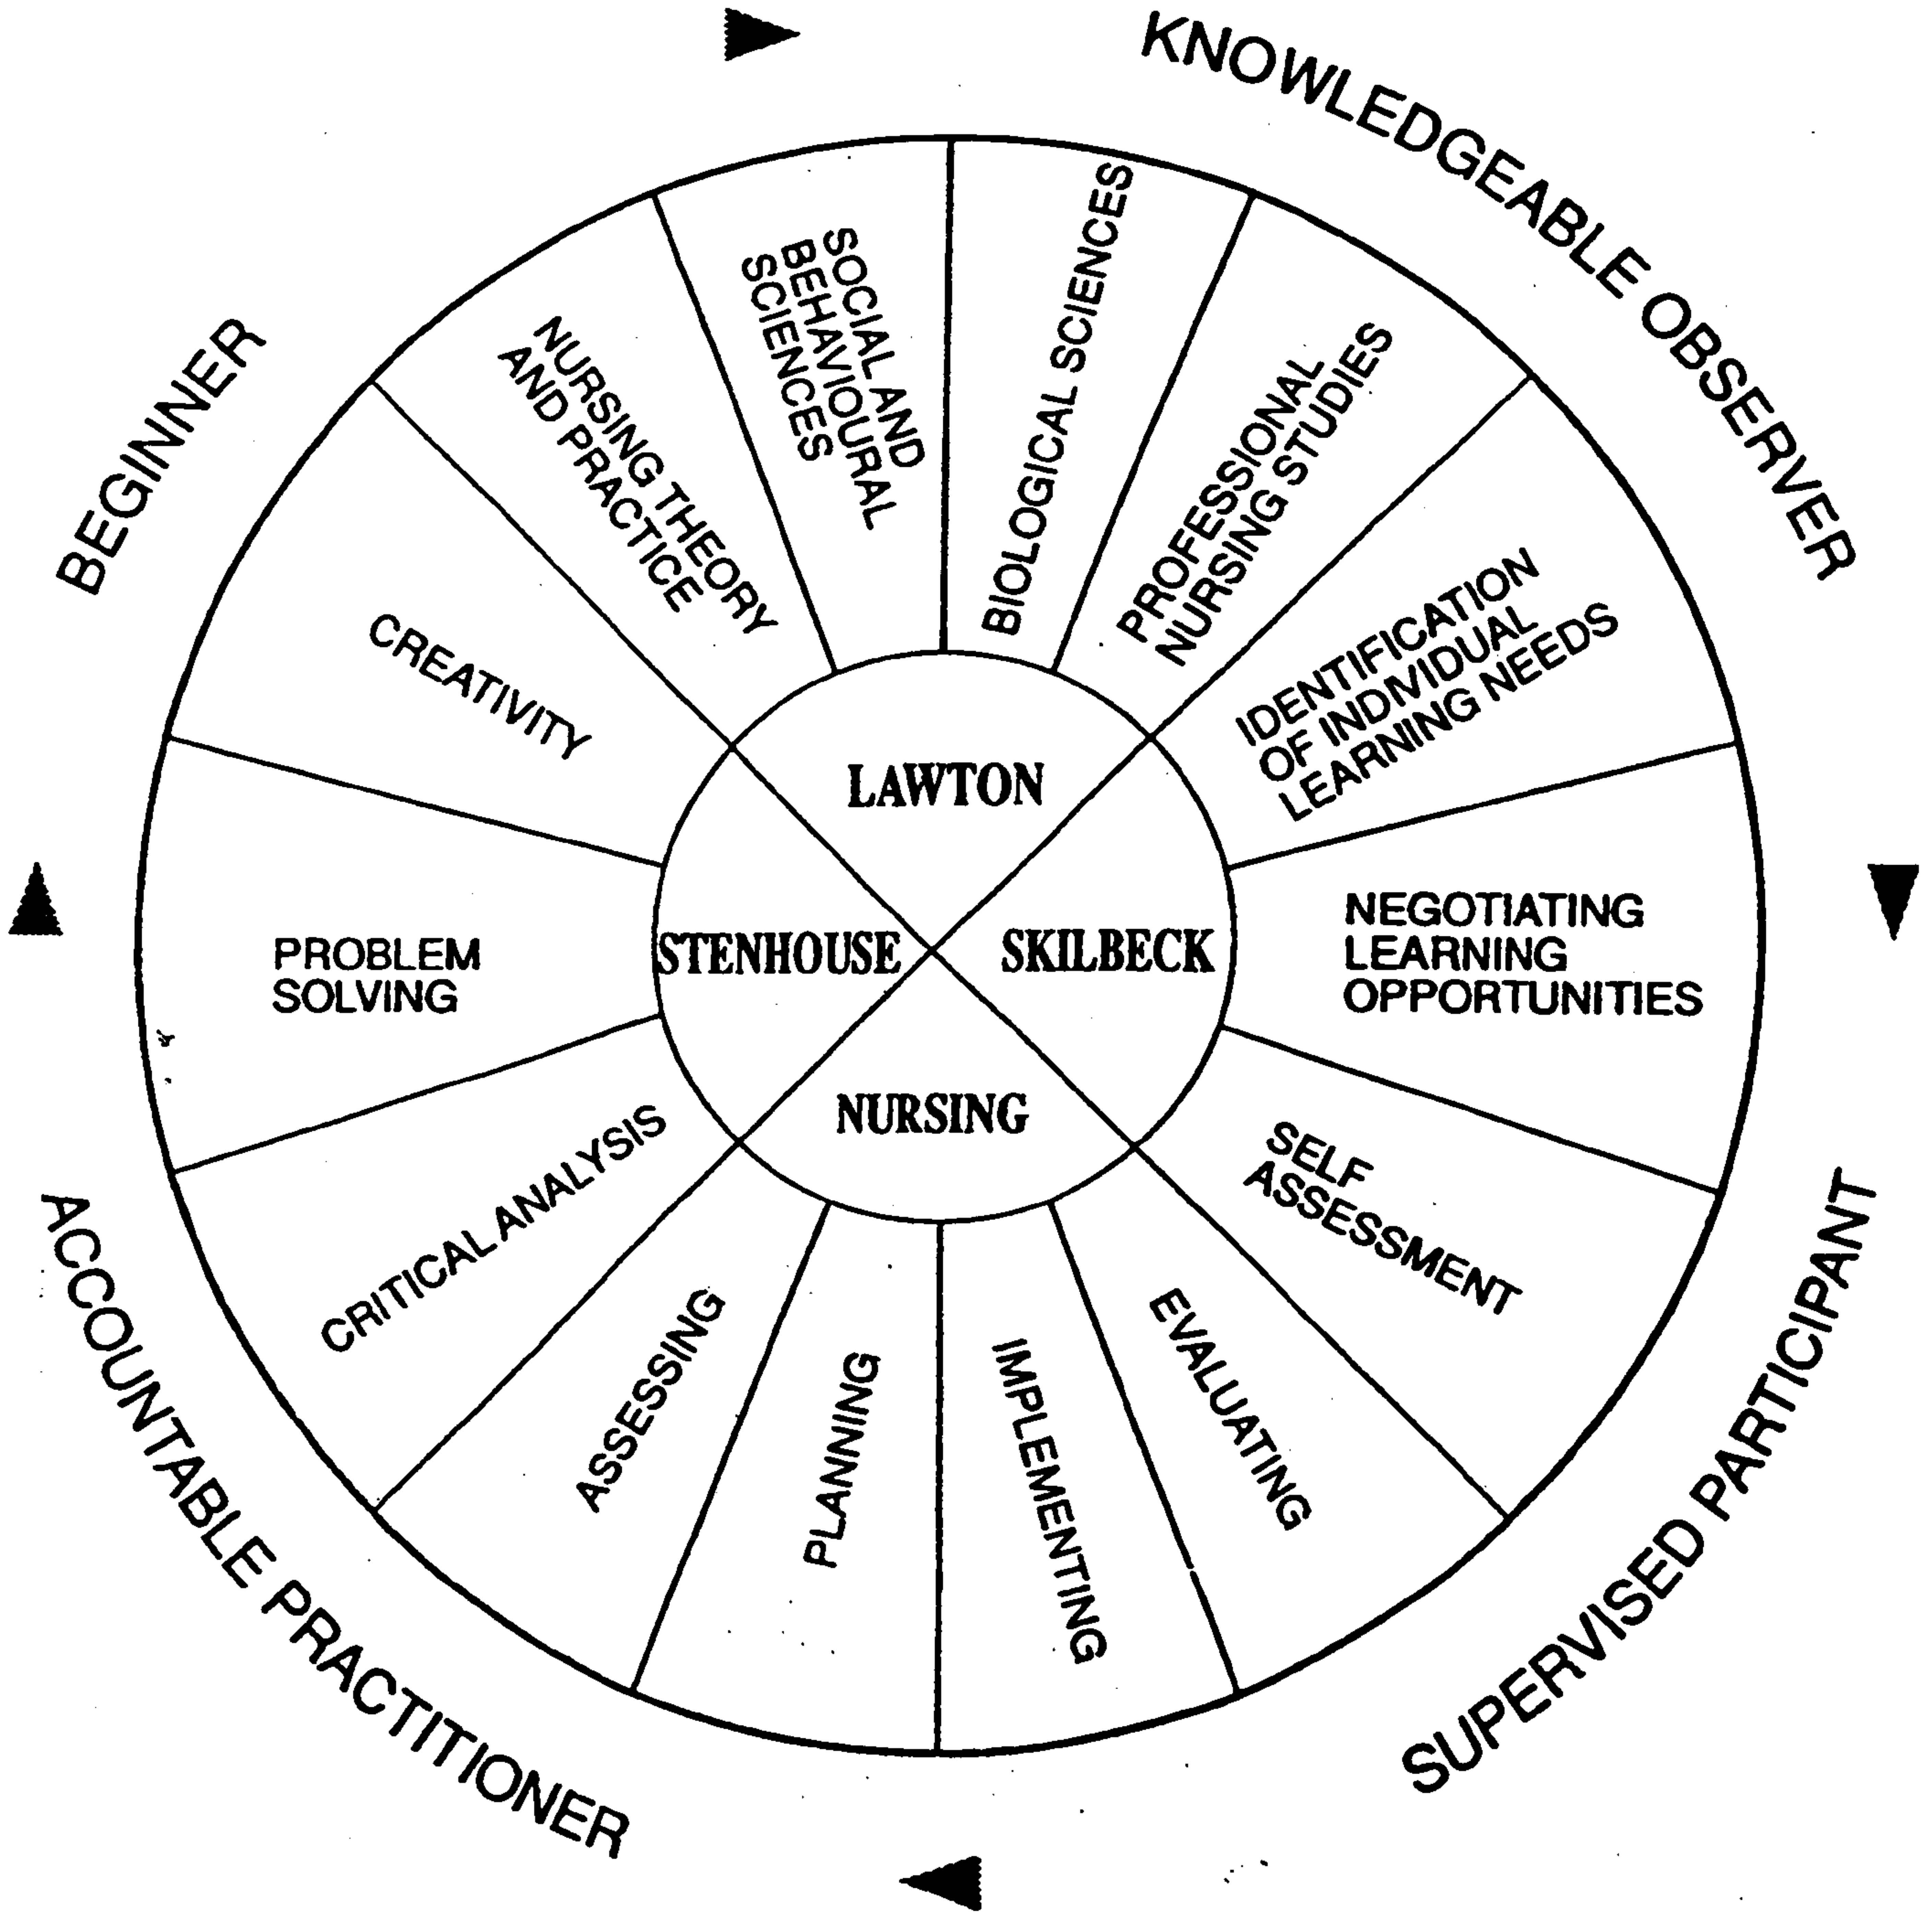 KNOWLEDGEABLE OBSERVER
BEGINNER
SOCIAL AND
BEHAVIOURAL
SCIENCES
BIOLOGICAL SCIENCES
NURSING THEORY
AND PRACTICE
PROFESSIONAL
NURSING STUDIES
CREATIVITY
IDENTIFICATION
OF INDIVIDUAL
LEARNING NEEDS
LAWTON
PROBLEM
SOLVING
STENHOUSE
SKILBECK
NEGOTIATING
LEARNING
OPPORTUNITIES
NURSING
CRITICAL ANALYSIS
SELF
ASSESSMENT
ASSESSING
PLANNING
IMPLEMENTING
EVALUATING
ACCOUNTABLE PRACTITIONER
SUPERVISED PARTICIPANT